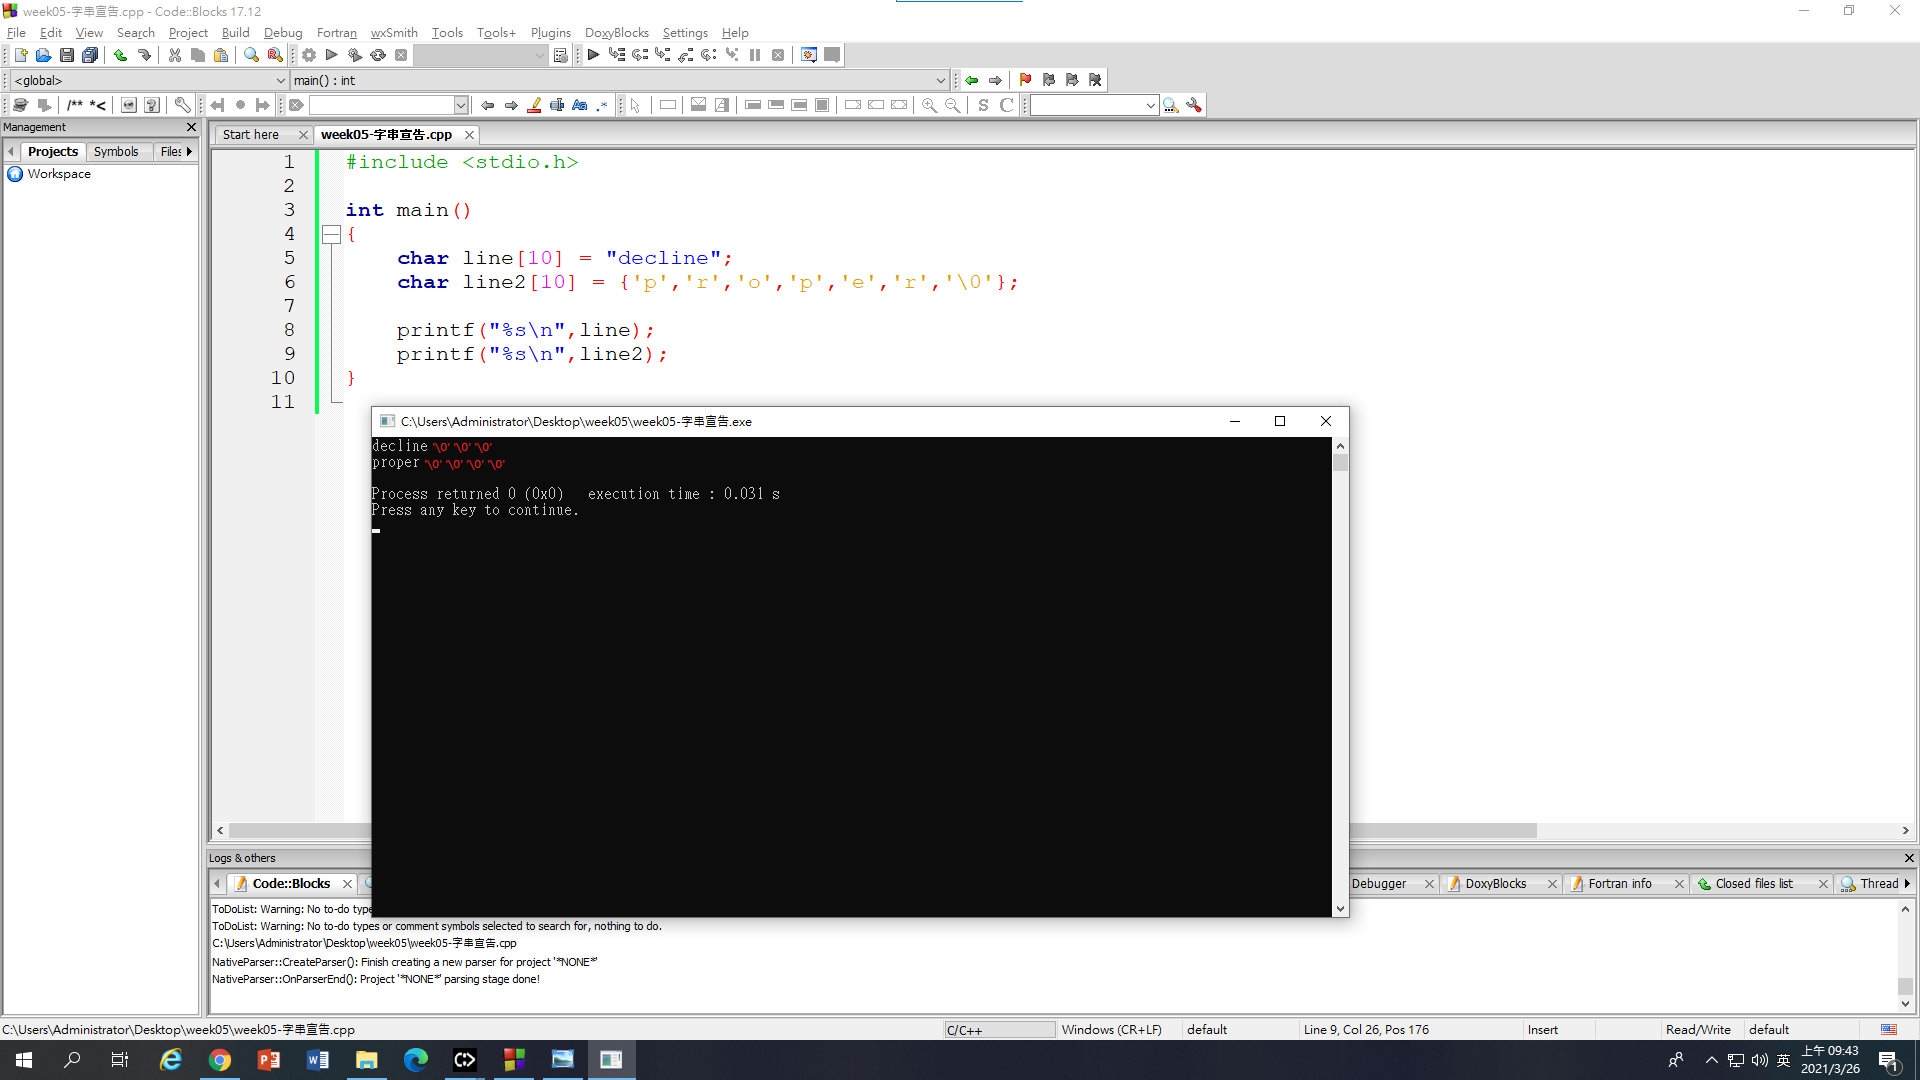 week05-字串宣告.cpp - Code::Blocks 17.12
File Edit View Search Project Build Debug Fortran wxSmith Tools Tools+ Plugins DoxyBlocks Settings Help
<global> main() : int
/** *<
S C
Management
Projects Symbols Files
Workspace
Start here week05-字串宣告.cpp
1 #include <stdio.h>
2
3 int main()
4 {
5 char line[10] = "decline";
6 char line2[10] = {'p','r','o','p','e','r','\0'};
7
8 printf("%s\n",line);
9 printf("%s\n",line2);
10 }
11
C:\Users\Administrator\Desktop\week05\week05-字串宣告.exe
decline '\0' '\0' '\0'
proper '\0' '\0' '\0' '\0'
Process returned 0 (0x0) execution time : 0.031 s
Press any key to continue.
Logs & others
Code::Blocks Debugger DoxyBlocks Fortran info Closed files list Thread
ToDoList: Warning: No to-do type
ToDoList: Warning: No to-do types or comment symbols selected to search for, nothing to do.
C:\Users\Administrator\Desktop\week05\week05-字串宣告.cpp
NativeParser::CreateParser(): Finish creating a new parser for project '*NONE*'
NativeParser::OnParserEnd(): Project '*NONE*' parsing stage done!
C:\Users\Administrator\Desktop\week05\week05-字串宣告.cpp C/C++ Windows (CR+LF) default Line 9, Col 26, Pos 176 Insert Read/Write default
英 上午 09:43
2021/3/26
1